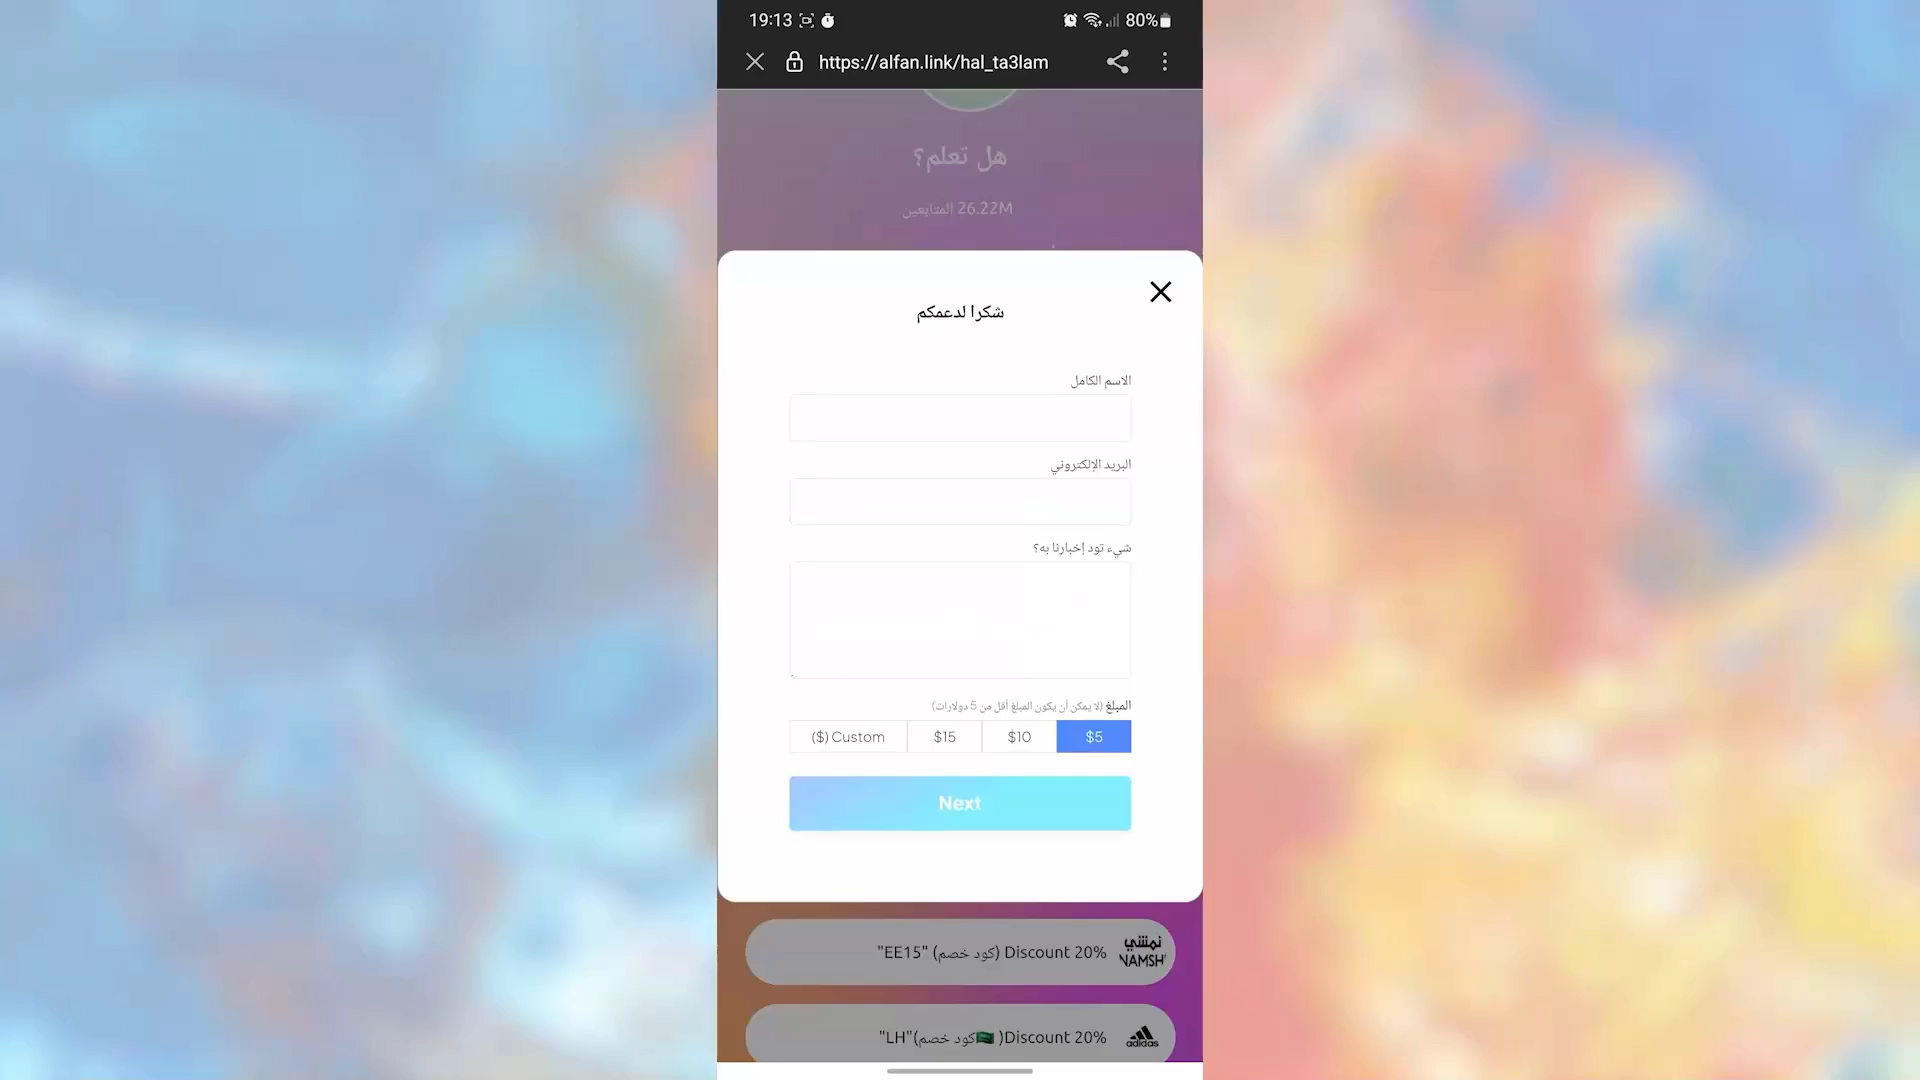 19:13
80%
https://alfan.link/hal_ta3lam
هل تعلم؟
26.22M المتابعين
شكرا لدعمكم
الاسم الكامل
البريد الإلكتروني
شيء تود إخبارنا به؟
المبلغ (لا يمكن أن يكون المبلغ أقل من 5 دولارات)
$5
$10
$15
Custom ($)
Next
Discount 20% (كود خصم) "EE15"
نمشي
NAMSHI
Discount 20% (🇸🇦كود خصم)"LH"
adidas